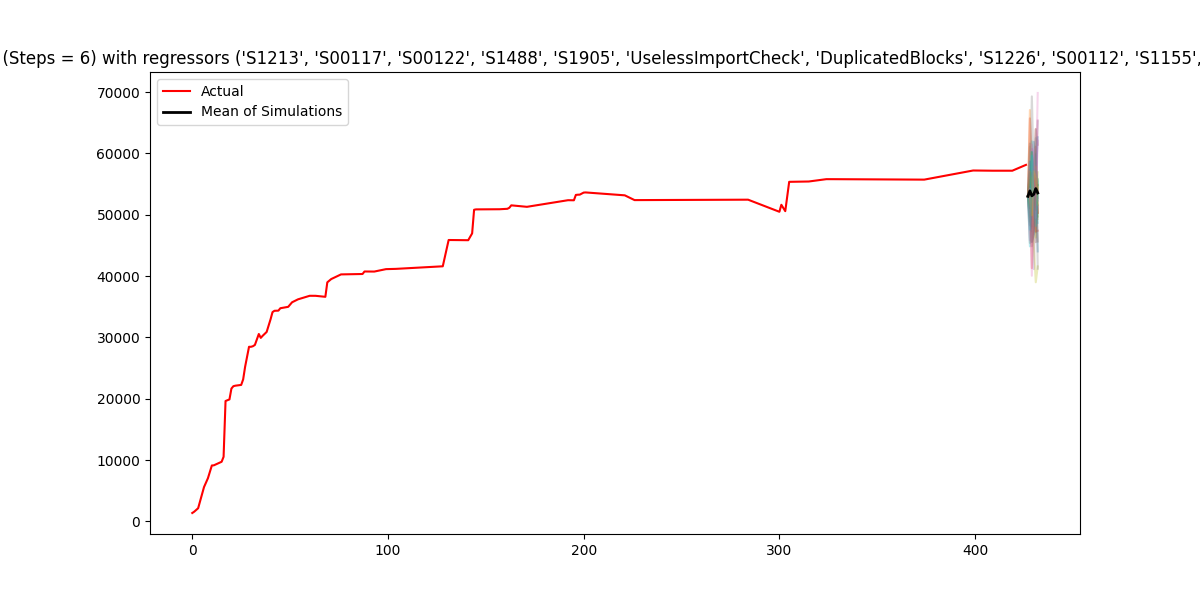 (Steps = 6) with regressors ('S1213', 'S00117', 'S00122', 'S1488', 'S1905', 'UselessImportCheck', 'DuplicatedBlocks', 'S1226', 'S00112', 'S1155',
Actual
Mean of Simulations
70000
60000
50000
40000
30000
20000
10000
0
0 100 200 300 400